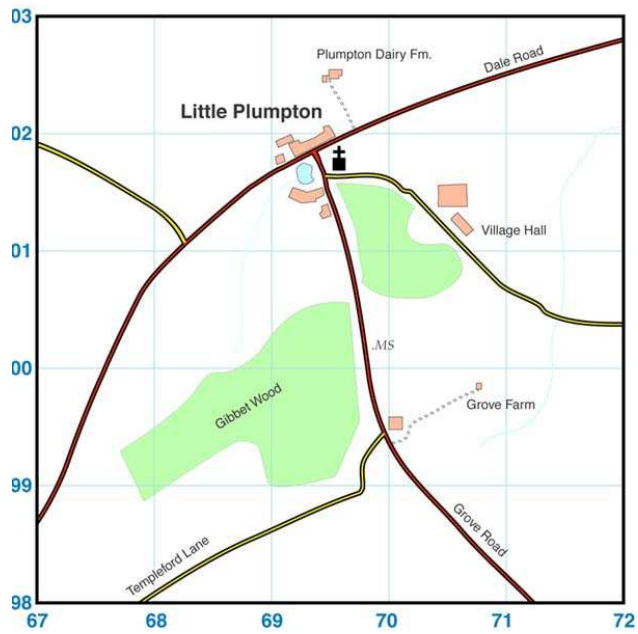 03
Plumpton Dairy Fm.
Dale Road
Little Plumpton
02
Village Hall
01
.MS
00
Gibbet Wood
Grove Farm
99
Grove Road
Templeford Lane
98
67
68
69
70
71
72